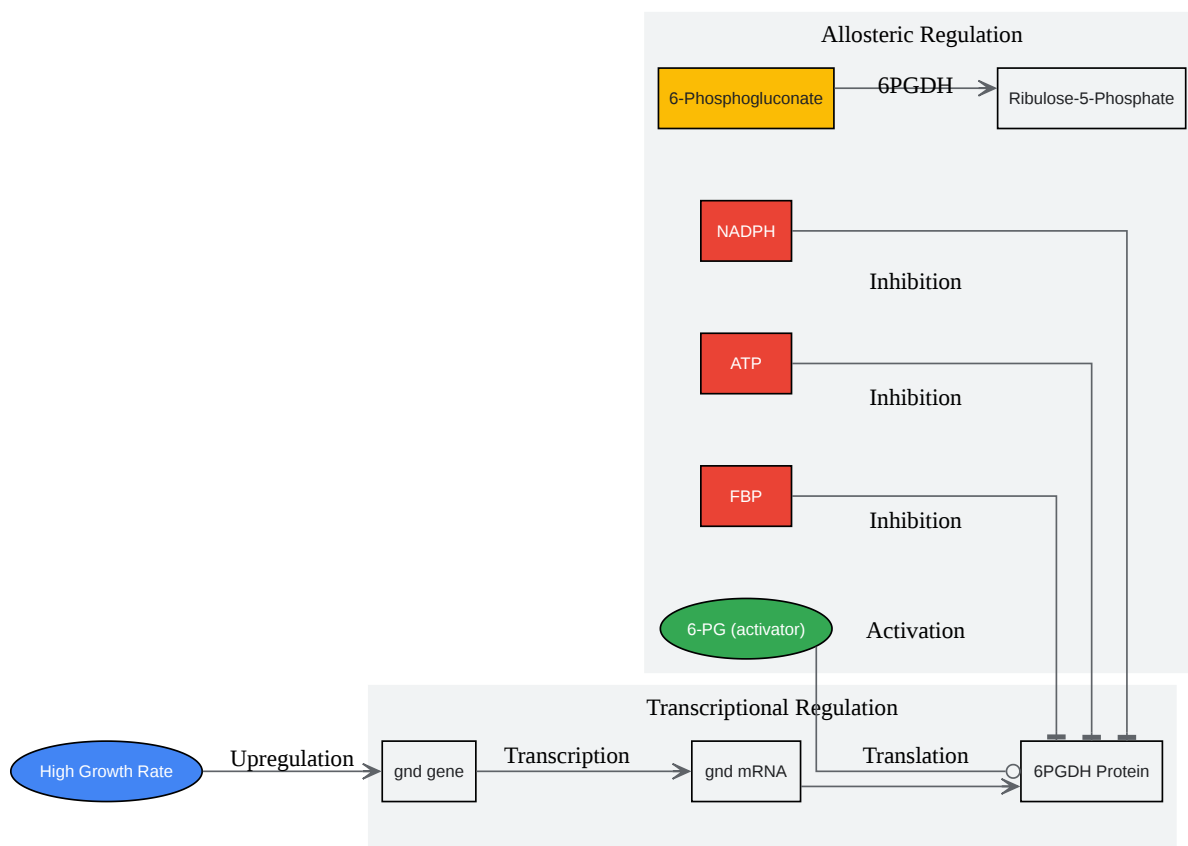 Allosteric Regulation
6-Phosphogluconate
6PGDH
Ribulose-5-Phosphate
NADPH
Inhibition
ATP
Inhibition
FBP
Inhibition
6-PG (activator)
Activation
Transcriptional Regulation
High Growth Rate
Upregulation
gnd gene
Transcription
gnd mRNA
Translation
6PGDH Protein